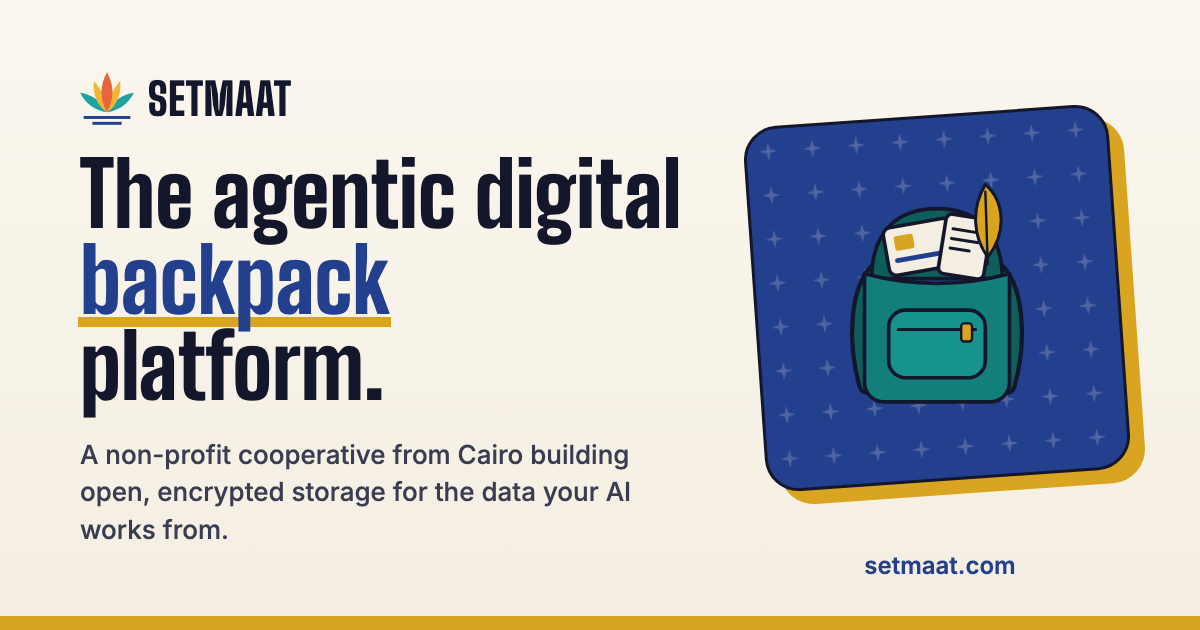 SETMAAT
The agentic digital
backpack
platform.
A non-profit cooperative from Cairo building
open, encrypted storage for the data your AI
works from.
setmaat.com